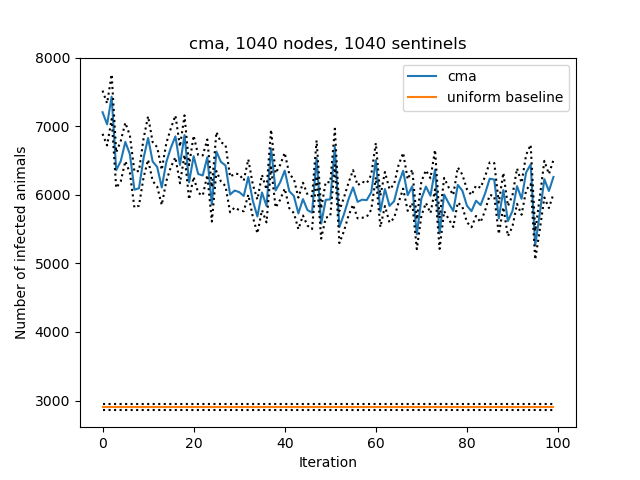 cma, 1040 nodes, 1040 sentinels
cma
uniform baseline
Number of infected animals
8000
7000
6000
5000
4000
3000
0 20 40 60 80 100
Iteration